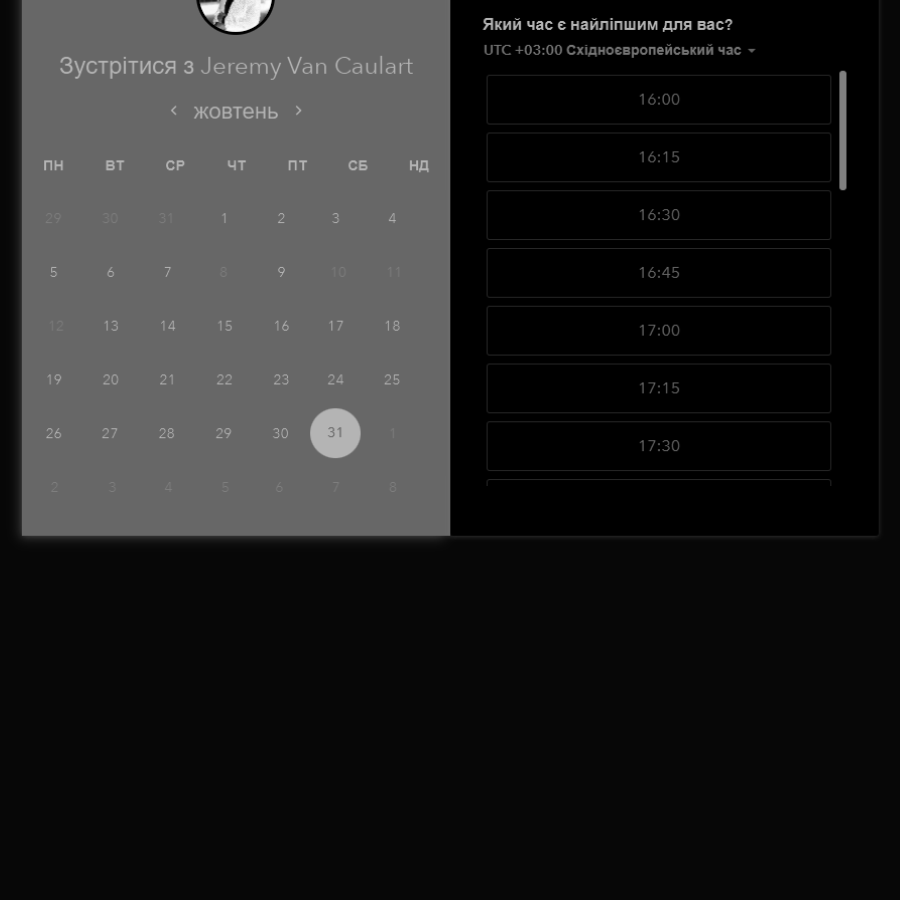 Зустрітися з Jeremy Van Caulart
жовтень
ПН ВТ СР ЧТ ПТ СБ НД
29 30 31 1 2 3 4
5 6 7 8 9 10 11
12 13 14 15 16 17 18
19 20 21 22 23 24 25
26 27 28 29 30 31 1
2 3 4 5 6 7 8
Який час є найліпшим для вас?
UTC +03:00 Східноєвропейський час
16:00
16:15
16:30
16:45
17:00
17:15
17:30